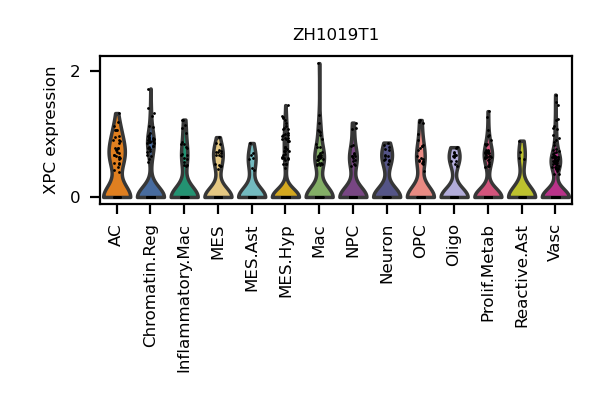 ZH1019T1
XPC expression
2
0
AC
Chromatin.Reg
Inflammatory.Mac
MES
MES.Ast
MES.Hyp
Mac
NPC
Neuron
OPC
Oligo
Prolif.Metab
Reactive.Ast
Vasc